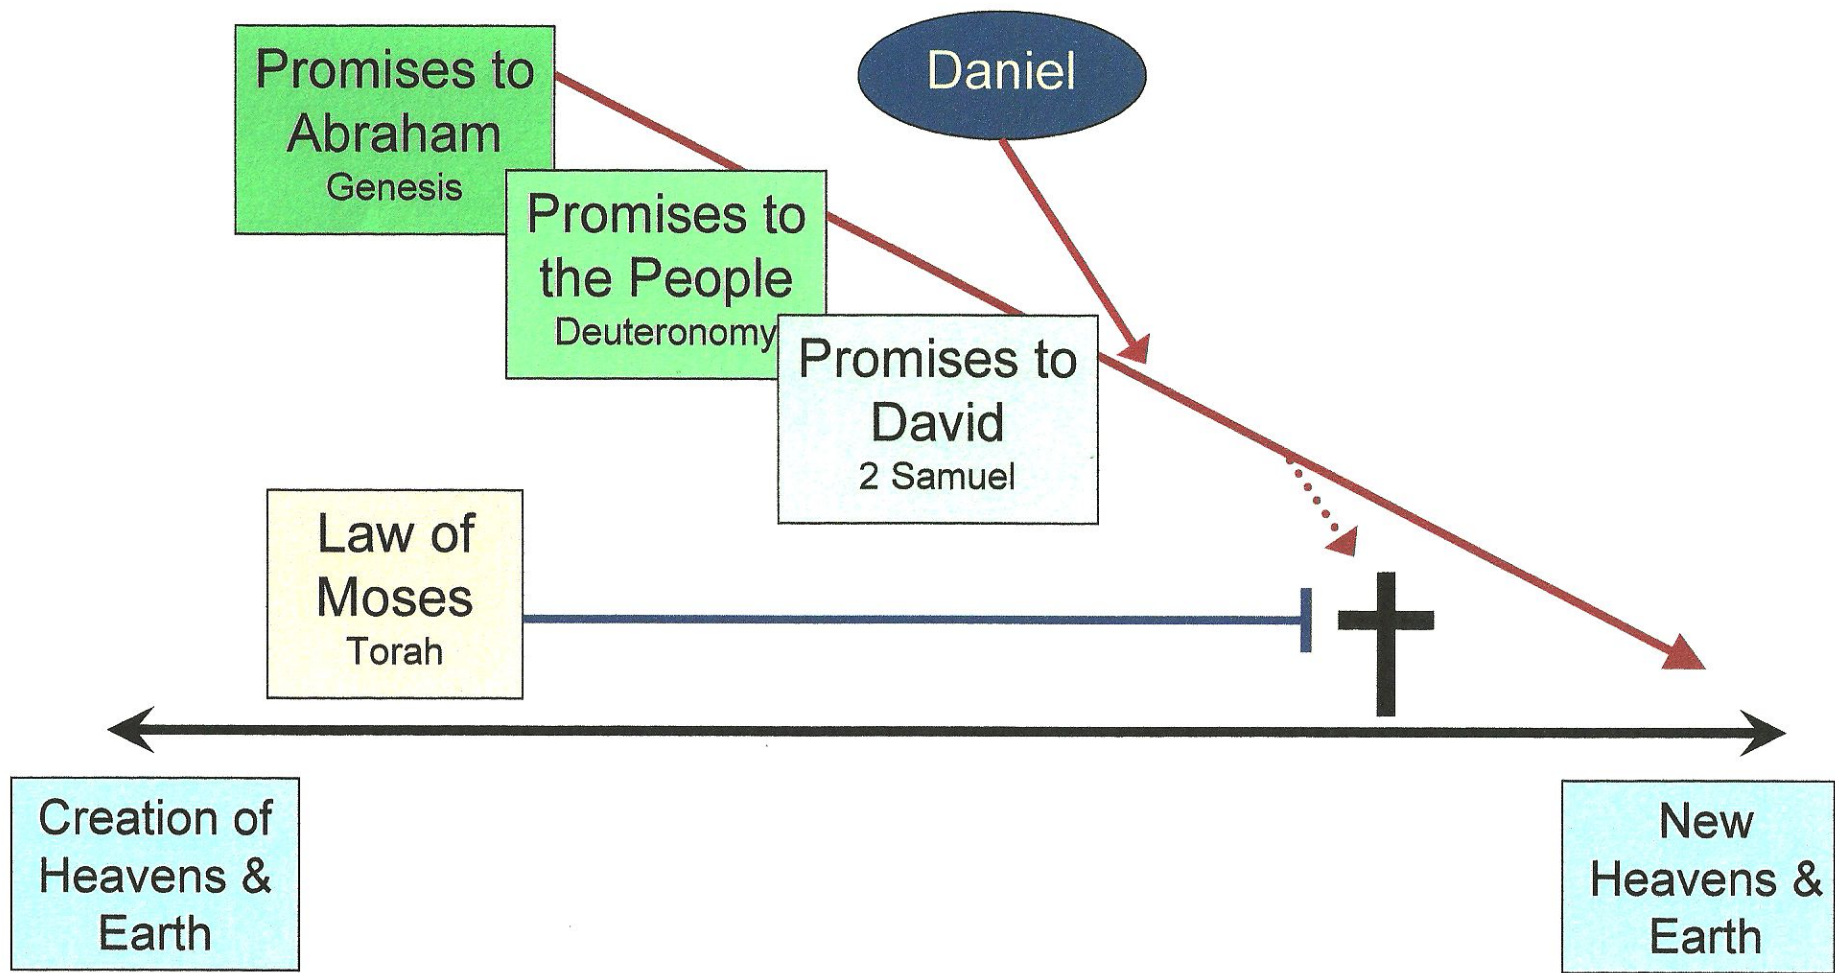 Promises to
Abraham
Genesis
Daniel
Promises to
the People
Deuteronomy
Promises to
David
2 Samuel
Law of
Moses
Torah
Creation of
Heavens &
Earth
New
Heavens &
Earth